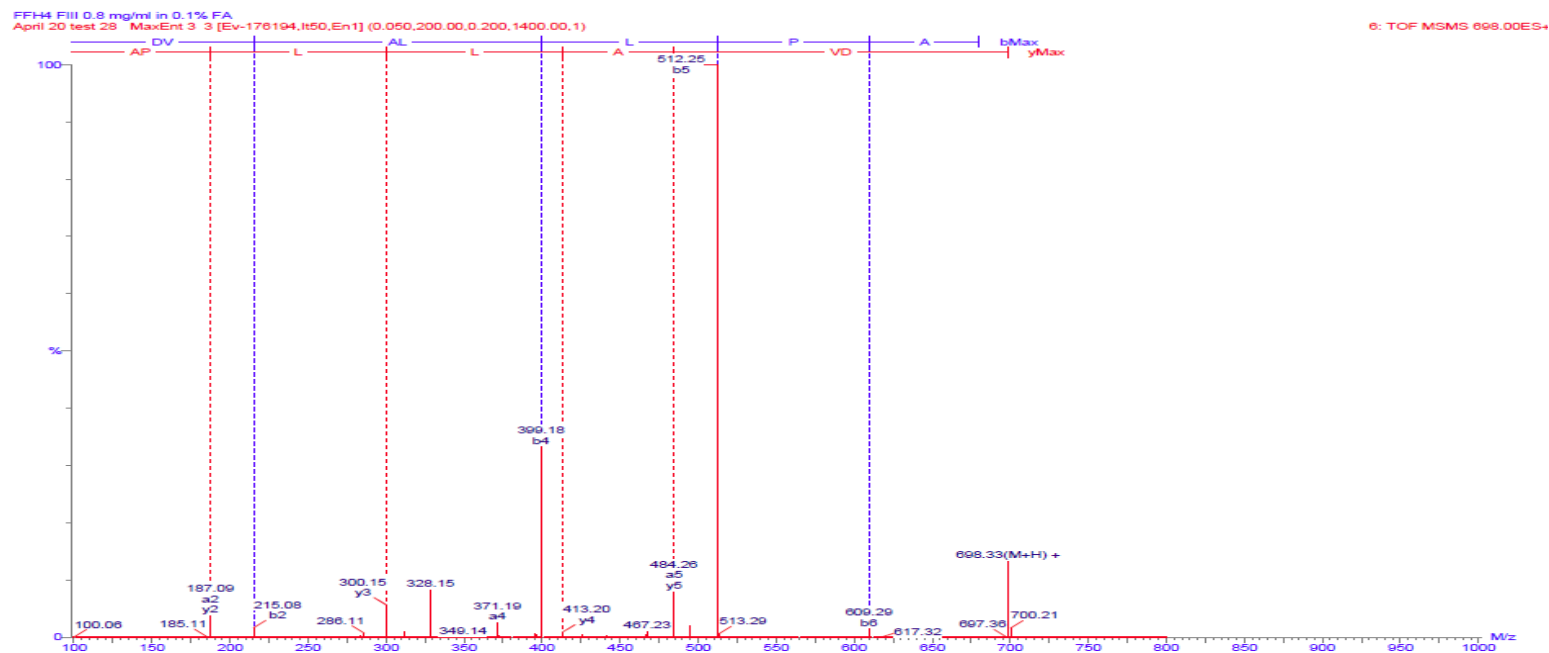 FFH4 FIII 0.8 mg/ml in 0.1% FA
April 20 test 28 MaxEnt 3 3 [Ev-176194,It50,En1] (0.050,200.00,0.200,1400.00,1)
6: TOF MSMS 698.00ES+
DV AL L P A bMax
AP L L A VD yMax
100
512.25
b5
%
399.18
b4
698.33(M+H) +
484.26
a5
y5
187.09
a2
y2
300.15
y3
328.15
215.08
b2
371.19
a4
413.20
y4
609.29
b6
100.06
185.11
286.11
349.14
467.23
513.29
617.32
697.36
700.21
0
100 150 200 250 300 350 400 450 500 550 600 650 700 750 800 850 900 950 1000
M/z